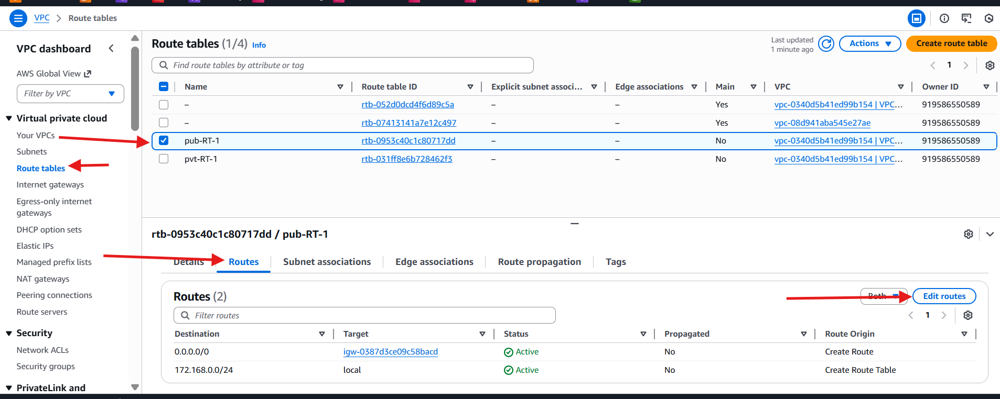 VPC > Route tables
VPC dashboard
AWS Global View
Filter by VPC
Virtual private cloud
Your VPCs
Subnets
Route tables
Internet gateways
Egress-only internet
gateways
DHCP option sets
Elastic IPs
Managed prefix lists
NAT gateways
Peering connections
Route servers
Security
Network ACLs
Security groups
PrivateLink and
Route tables (1/4) Info
Last updated
1 minute ago
Actions
Create route table
Find route tables by attribute or tag
1
Name Route table ID Explicit subnet associ... Edge associations Main VPC Owner ID
– rtb-052d0dcd4f6d89c5a – – Yes vpc-0340d5b41ed99b154 | VPC... 919586550589
– rtb-07413141a7e12c497 – – Yes vpc-08d941aba545e27ae 919586550589
pub-RT-1 rtb-0953c40c1c80717dd – – No vpc-0340d5b41ed99b154 | VPC... 919586550589
pvt-RT-1 rtb-031ff8e6b728462f3 – – No vpc-0340d5b41ed99b154 | VPC... 919586550589
rtb-0953c40c1c80717dd / pub-RT-1
Details Routes Subnet associations Edge associations Route propagation Tags
Routes (2)
Both Edit routes
Filter routes
1
Destination Target Status Propagated Route Origin
0.0.0.0/0 igw-0387d3ce09c58bacd Active No Create Route
172.168.0.0/24 local Active No Create Route Table